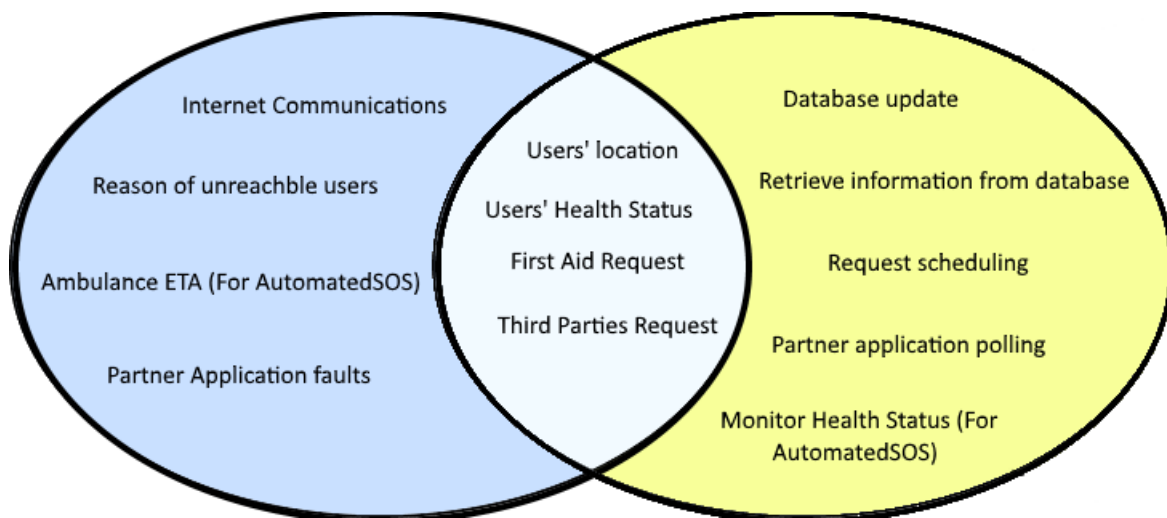 Internet Communications
Reason of unreachble users
Ambulance ETA (For AutomatedSOS)
Partner Application faults
Users' location
Users' Health Status
First Aid Request
Third Parties Request
Database update
Retrieve information from database
Request scheduling
Partner application polling
Monitor Health Status (For
AutomatedSOS)